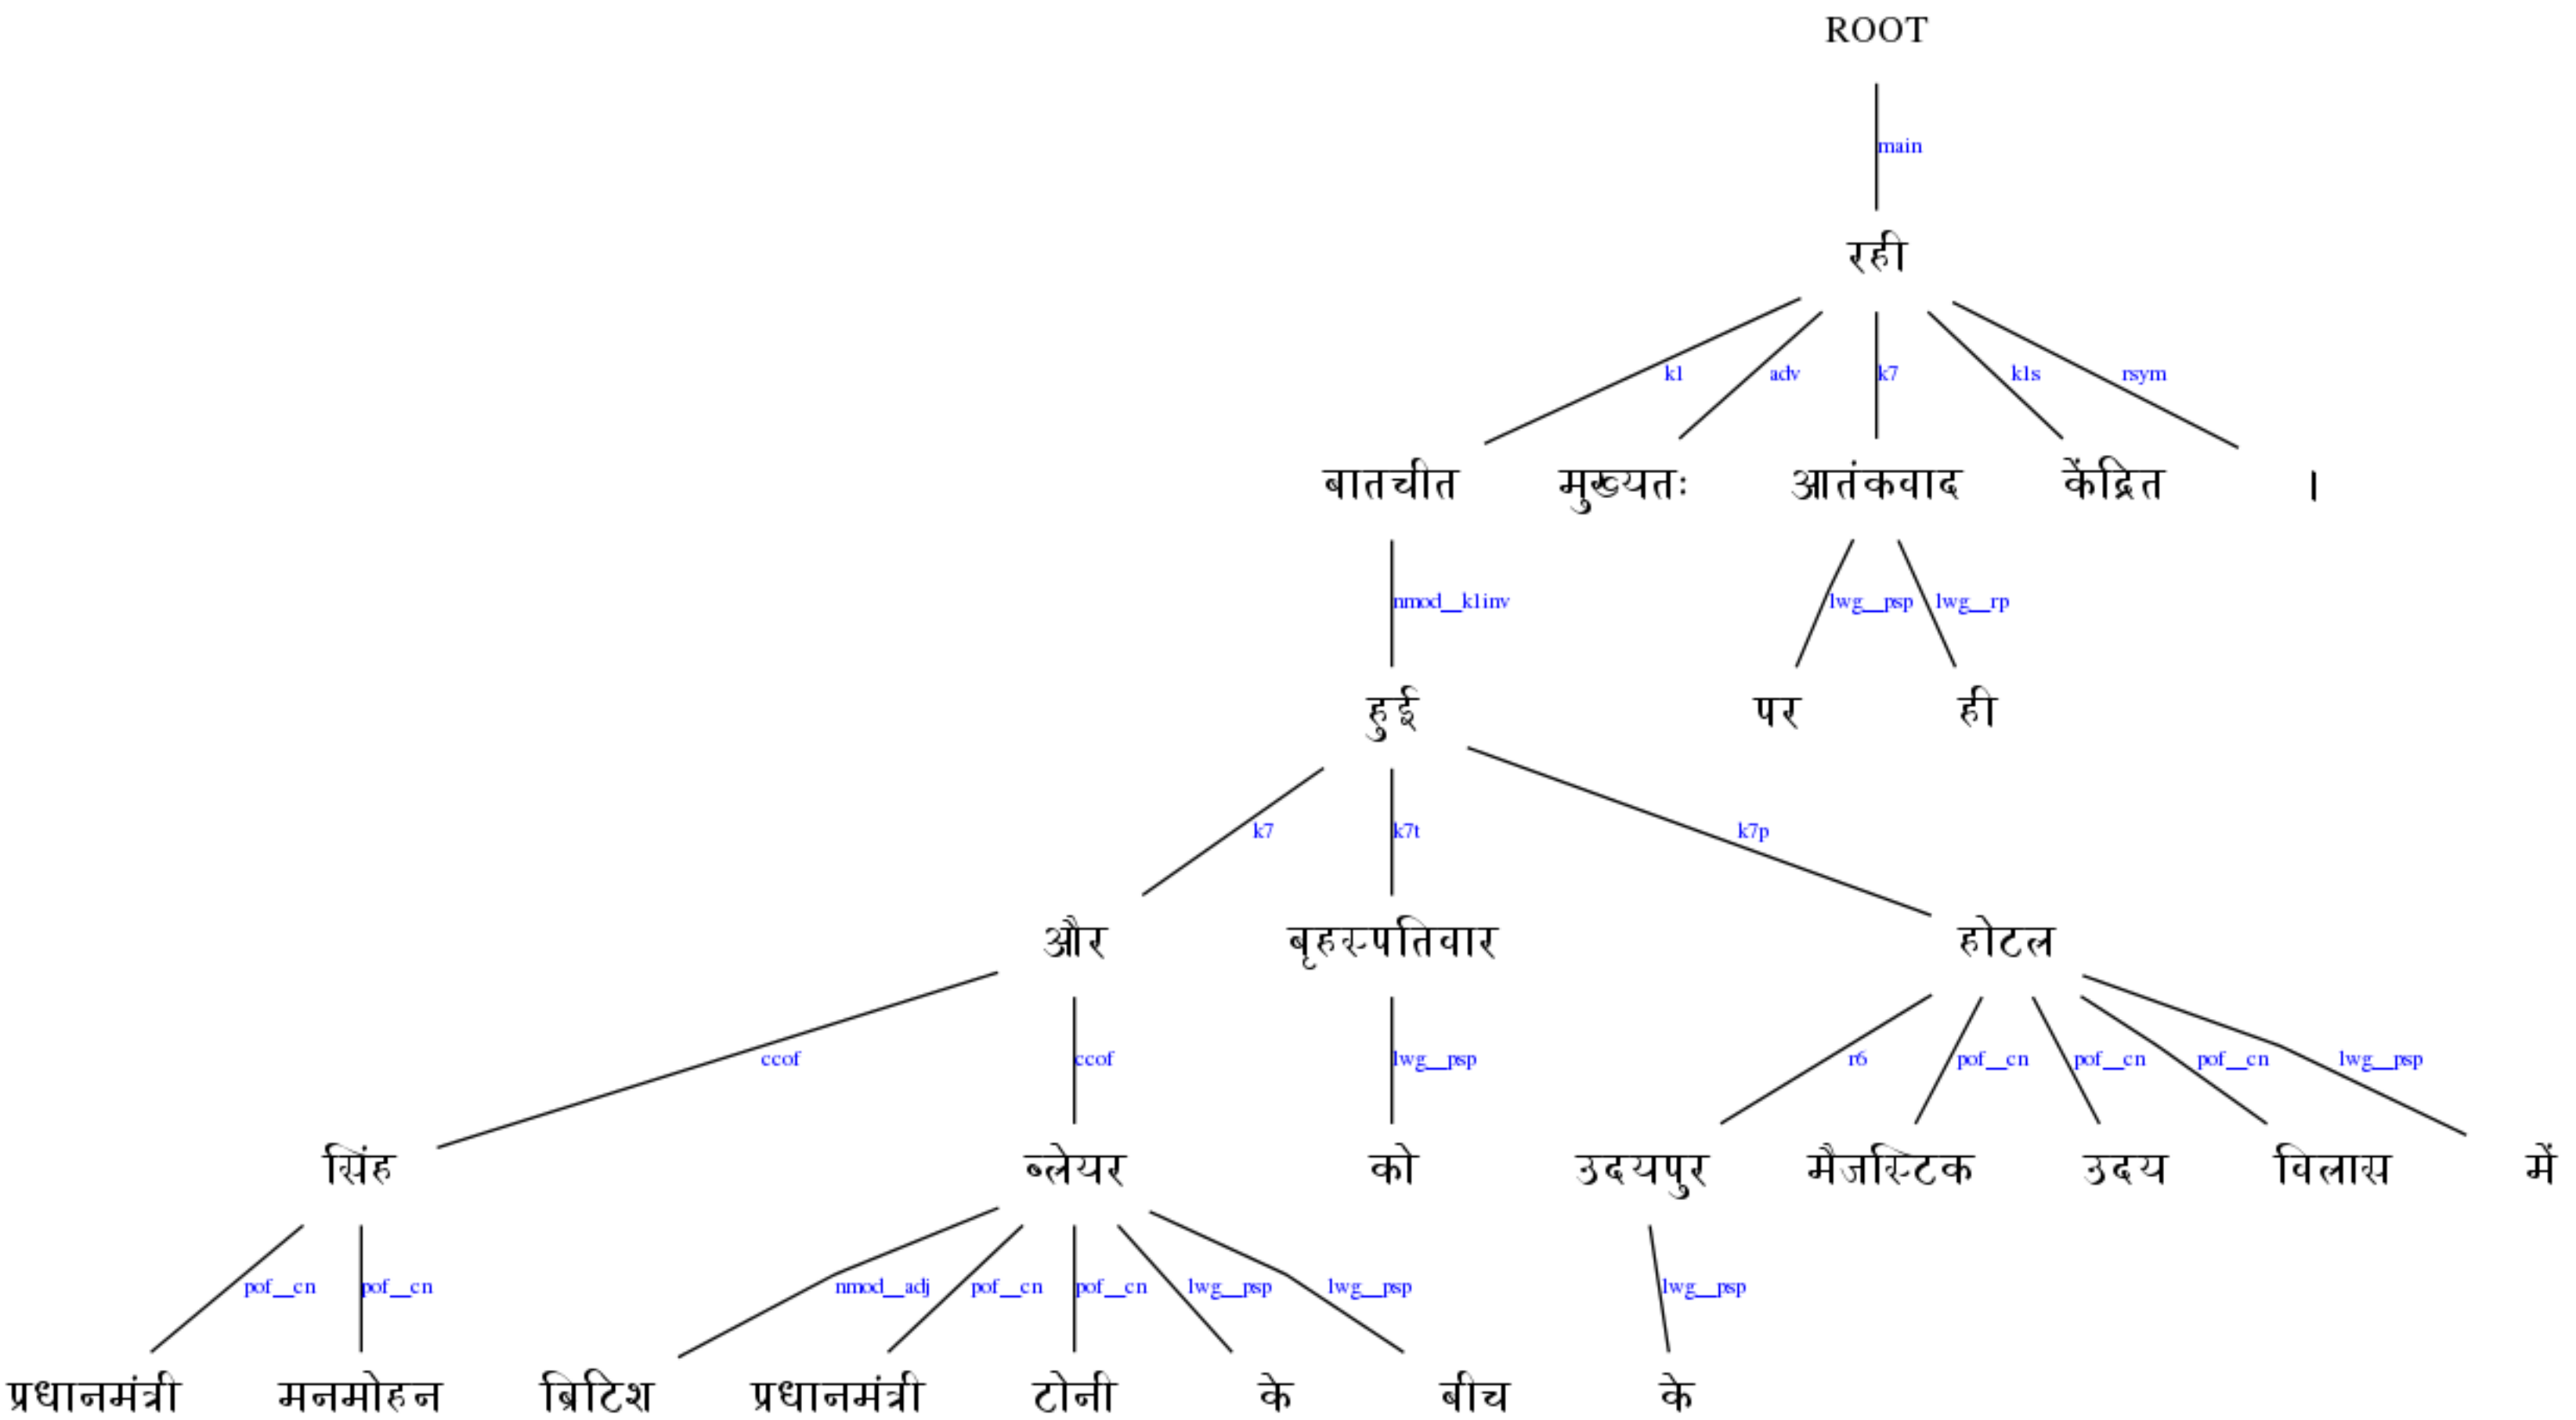 ROOT
main
रही
k1 adv k7 k1s rsym
बातचीत मुख्यतः आतंकवाद केंद्रित ।
nmod__k1inv lwg__psp lwg__rp
हुई पर ही
k7 k7t k7p
और बृहस्पतिवार होटल
ccof ccof lwg__psp r6 pof__cn pof__cn pof__cn lwg__psp
सिंह ब्लेयर को उदयपुर मैजस्टिक उदय विलास में
pof__cn pof__cn nmod__adj pof__cn pof__cn lwg__psp lwg__psp lwg__psp
प्रधानमंत्री मनमोहन ब्रिटिश प्रधानमंत्री टोनी के बीच के